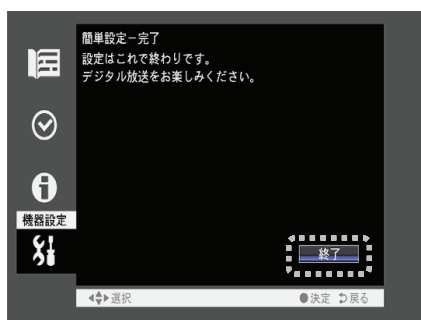 簡単設定－完了
設定はこれで終わりです。
デジタル放送をお楽しみください。
機器設定
終了
選択
決定 戻る